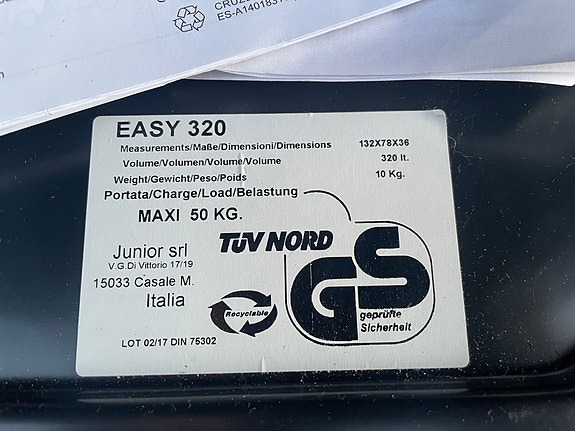 CRUZB
ES-A1401831
EASY 320
Measurements/Maße/Dimensioni/Dimensions 132X78X36
Volume/Volumen/Volume/Volume 320 lt.
Weight/Gewicht/Peso/Poids 10 Kg.
Portata/Charge/Load/Belastung
MAXI 50 KG.
TÜV NORD
GS
geprüfte
Sicherheit
Junior srl
V.G.Di Vittorio 17/19
15033 Casale M.
Italia
Recyclable
LOT 02/17 DIN 75302